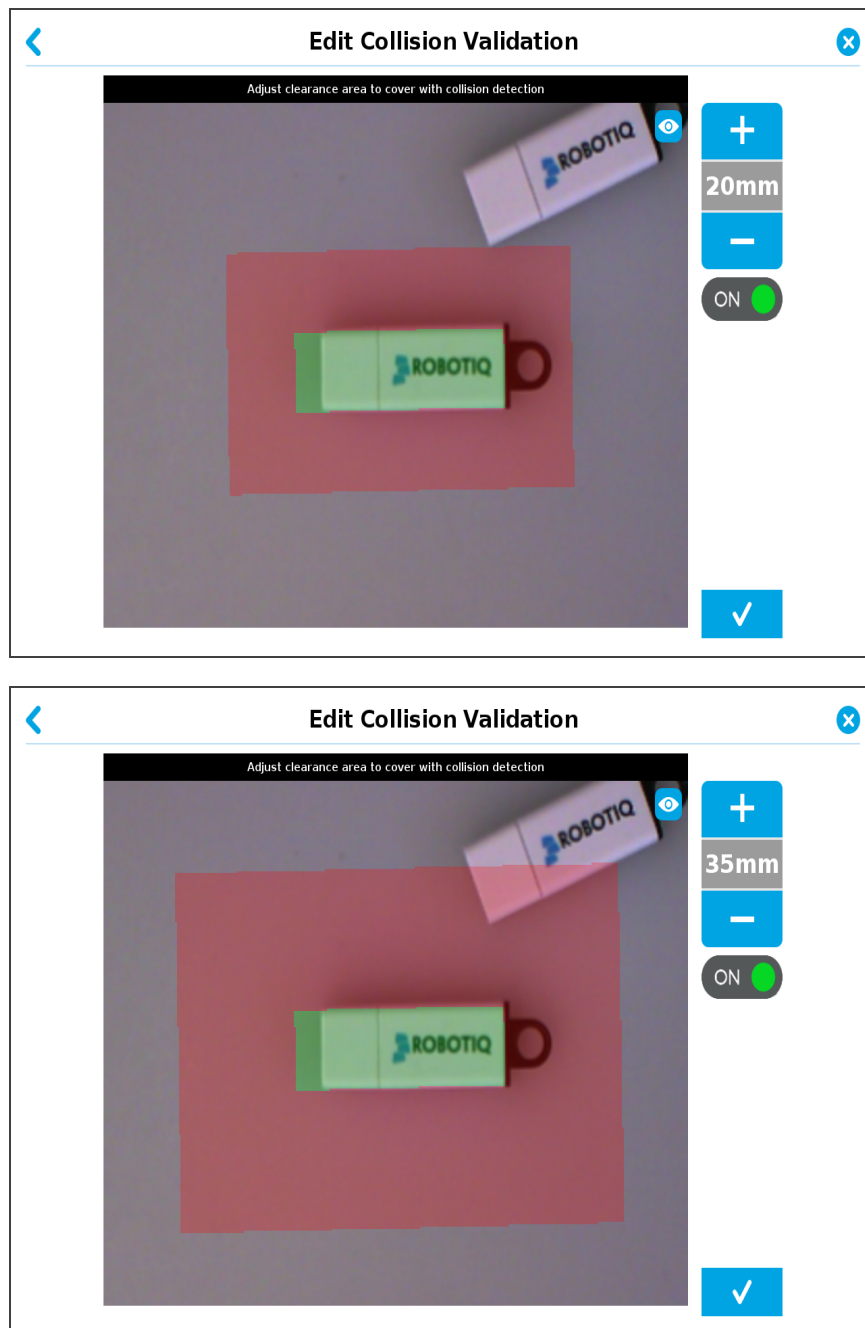 Edit Collision Validation
Adjust clearance area to cover with collision detection
ROBOTIQ
20mm
ON
ROBOTIQ
Edit Collision Validation
Adjust clearance area to cover with collision detection
ROBOTIQ
35mm
ON
ROBOTIQ